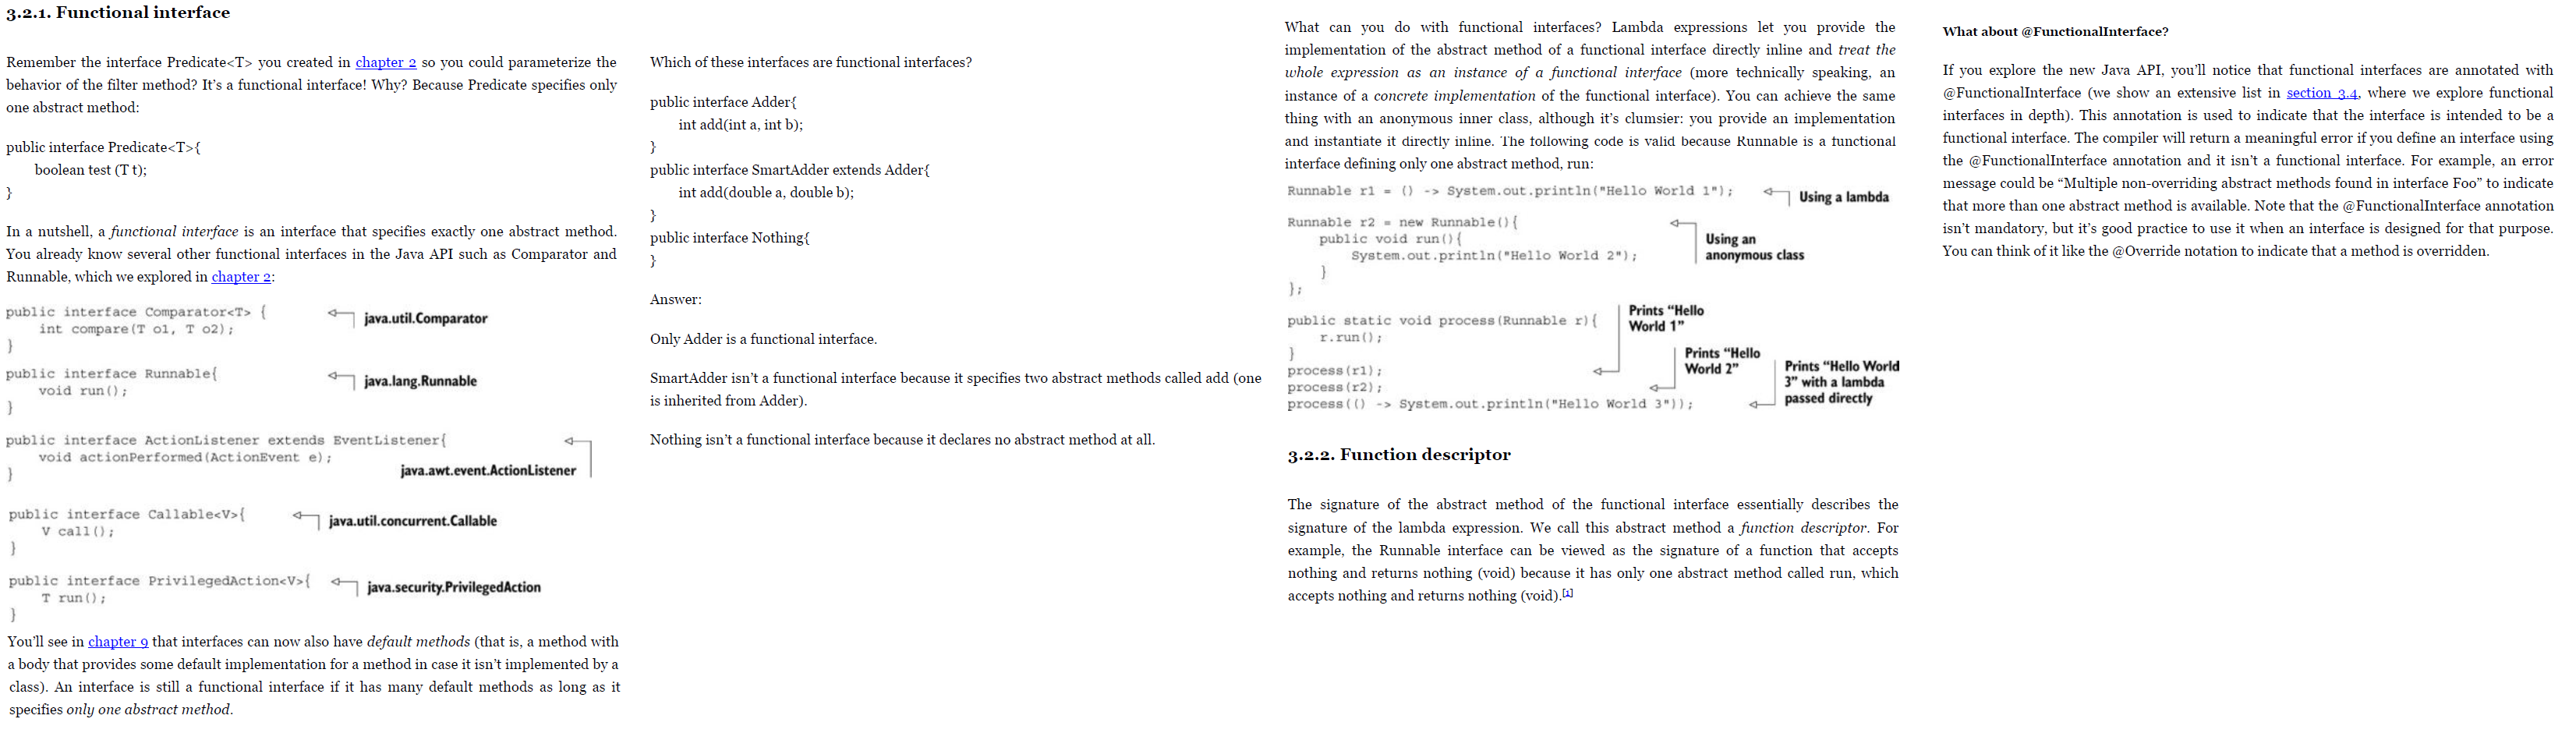 3.2.1. Functional interface
Remember the interface Predicate<T> you created in chapter 2 so you could parameterize the
behavior of the filter method? It's a functional interface! Why? Because Predicate specifies only
one abstract method:
public interface Predicate<T>{
    boolean test (T t);
}
In a nutshell, a functional interface is an interface that specifies exactly one abstract method.
You already know several other functional interfaces in the Java API such as Comparator and
Runnable, which we explored in chapter 2:
public interface Comparator<T> {
java.util.Comparator
    int compare(T o1, T o2);
}
public interface Runnable{
java.lang.Runnable
    void run();
}
public interface ActionListener extends EventListener{
    void actionPerformed(ActionEvent e);
java.awt.event.ActionListener
}
public interface Callable<V>{
java.util.concurrent.Callable
    V call();
}
public interface PrivilegedAction<V>{
java.security.PrivilegedAction
    T run();
}
You'll see in chapter 9 that interfaces can now also have default methods (that is, a method with
a body that provides some default implementation for a method in case it isn't implemented by a
class). An interface is still a functional interface if it has many default methods as long as it
specifies only one abstract method.
Which of these interfaces are functional interfaces?
public interface Adder{
    int add(int a, int b);
}
public interface SmartAdder extends Adder{
    int add(double a, double b);
}
public interface Nothing{
}
Answer:
Only Adder is a functional interface.
SmartAdder isn't a functional interface because it specifies two abstract methods called add (one
is inherited from Adder).
Nothing isn't a functional interface because it declares no abstract method at all.
What can you do with functional interfaces? Lambda expressions let you provide the
implementation of the abstract method of a functional interface directly inline and treat the
whole expression as an instance of a functional interface (more technically speaking, an
instance of a concrete implementation of the functional interface). You can achieve the same
thing with an anonymous inner class, although it's clumsier: you provide an implementation
and instantiate it directly inline. The following code is valid because Runnable is a functional
interface defining only one abstract method, run:
Runnable r1 = () -> System.out.println("Hello World 1");
Using a lambda
Runnable r2 = new Runnable(){
    public void run(){
        System.out.println("Hello World 2");
    }
};
Using an
anonymous class
public static void process(Runnable r){
    r.run();
}
process(r1);
process(r2);
process(() -> System.out.println("Hello World 3"));
Prints “Hello
World 1”
Prints “Hello
World 2”
Prints “Hello World
3” with a lambda
passed directly
3.2.2. Function descriptor
The signature of the abstract method of the functional interface essentially describes the
signature of the lambda expression. We call this abstract method a function descriptor. For
example, the Runnable interface can be viewed as the signature of a function that accepts
nothing and returns nothing (void) because it has only one abstract method called run, which
accepts nothing and returns nothing (void).[1]
What about @FunctionalInterface?
If you explore the new Java API, you'll notice that functional interfaces are annotated with
@FunctionalInterface (we show an extensive list in section 3.4, where we explore functional
interfaces in depth). This annotation is used to indicate that the interface is intended to be a
functional interface. The compiler will return a meaningful error if you define an interface using
the @FunctionalInterface annotation and it isn't a functional interface. For example, an error
message could be “Multiple non-overriding abstract methods found in interface Foo” to indicate
that more than one abstract method is available. Note that the @FunctionalInterface annotation
isn't mandatory, but it's good practice to use it when an interface is designed for that purpose.
You can think of it like the @Override notation to indicate that a method is overridden.